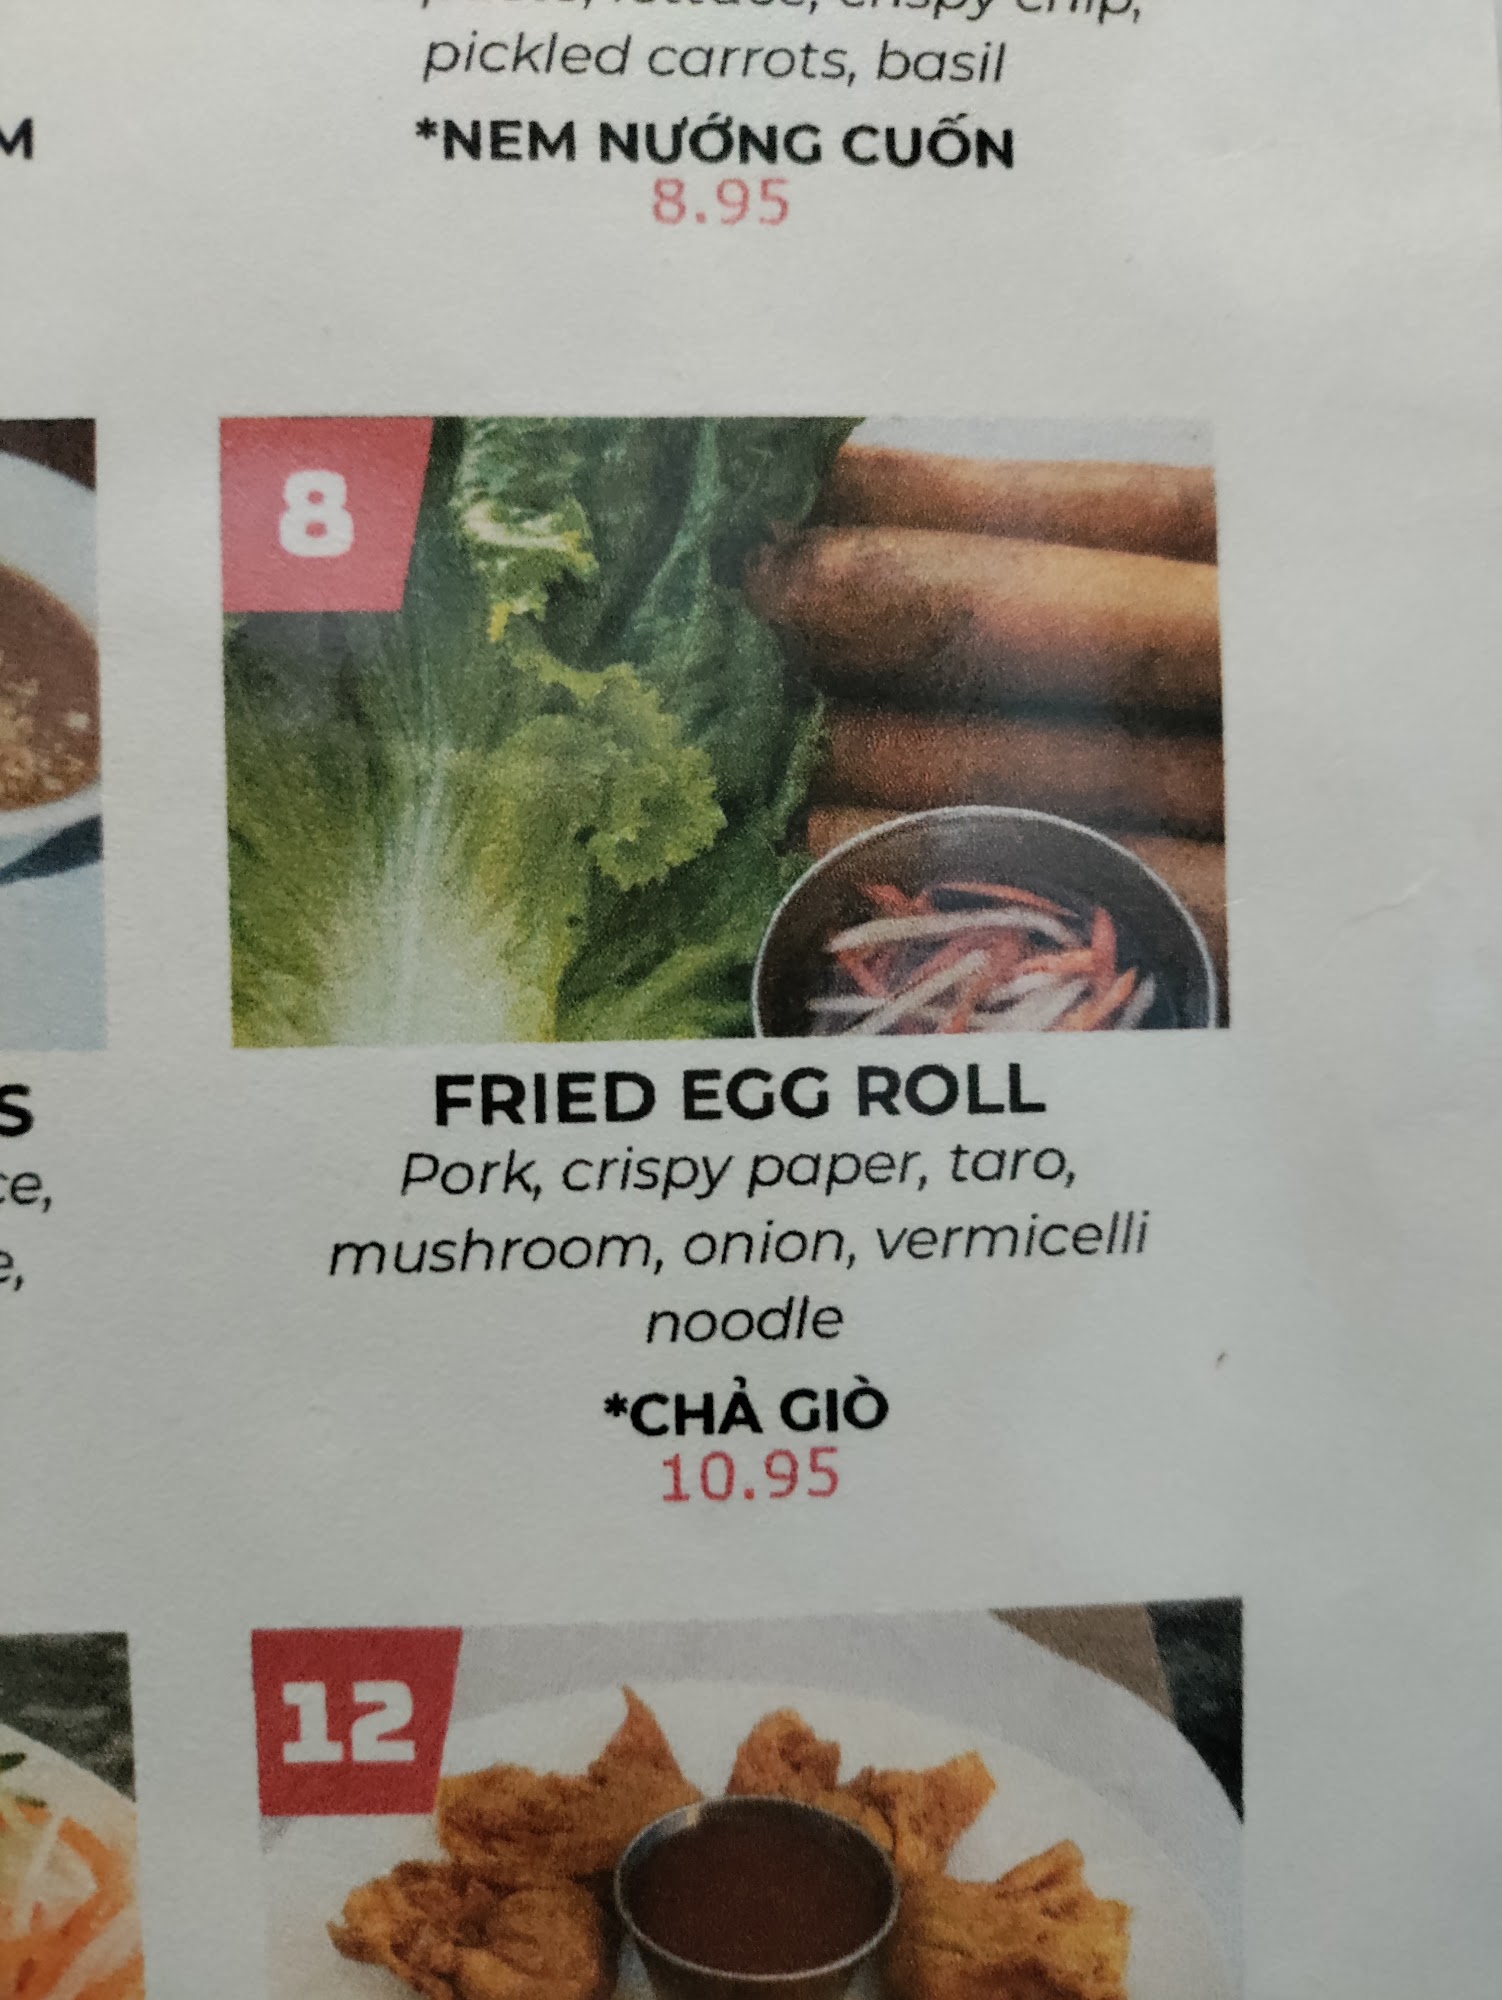 pickled carrots, basil
*NEM NƯỚNG CUỐN
8.95
M
8
FRIED EGG ROLL
Pork, crispy paper, taro,
mushroom, onion, vermicelli
noodle
*CHẢ GIÒ
10.95
S
12